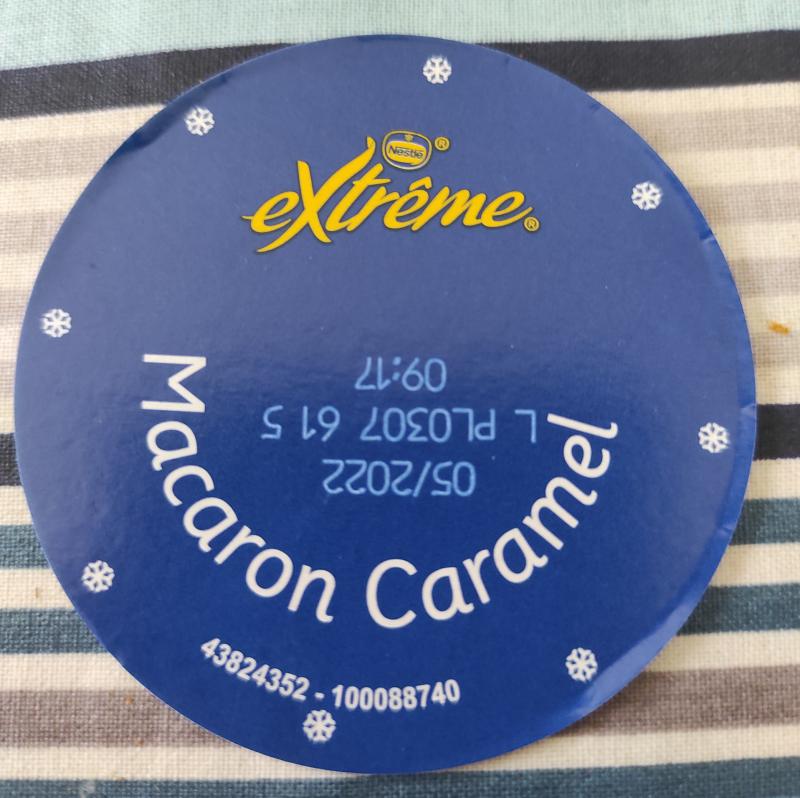 Nestlé®
eXtrême®
09:17
L PL0307 61 5
05/2022
Macaron Caramel
43824352 - 100088740